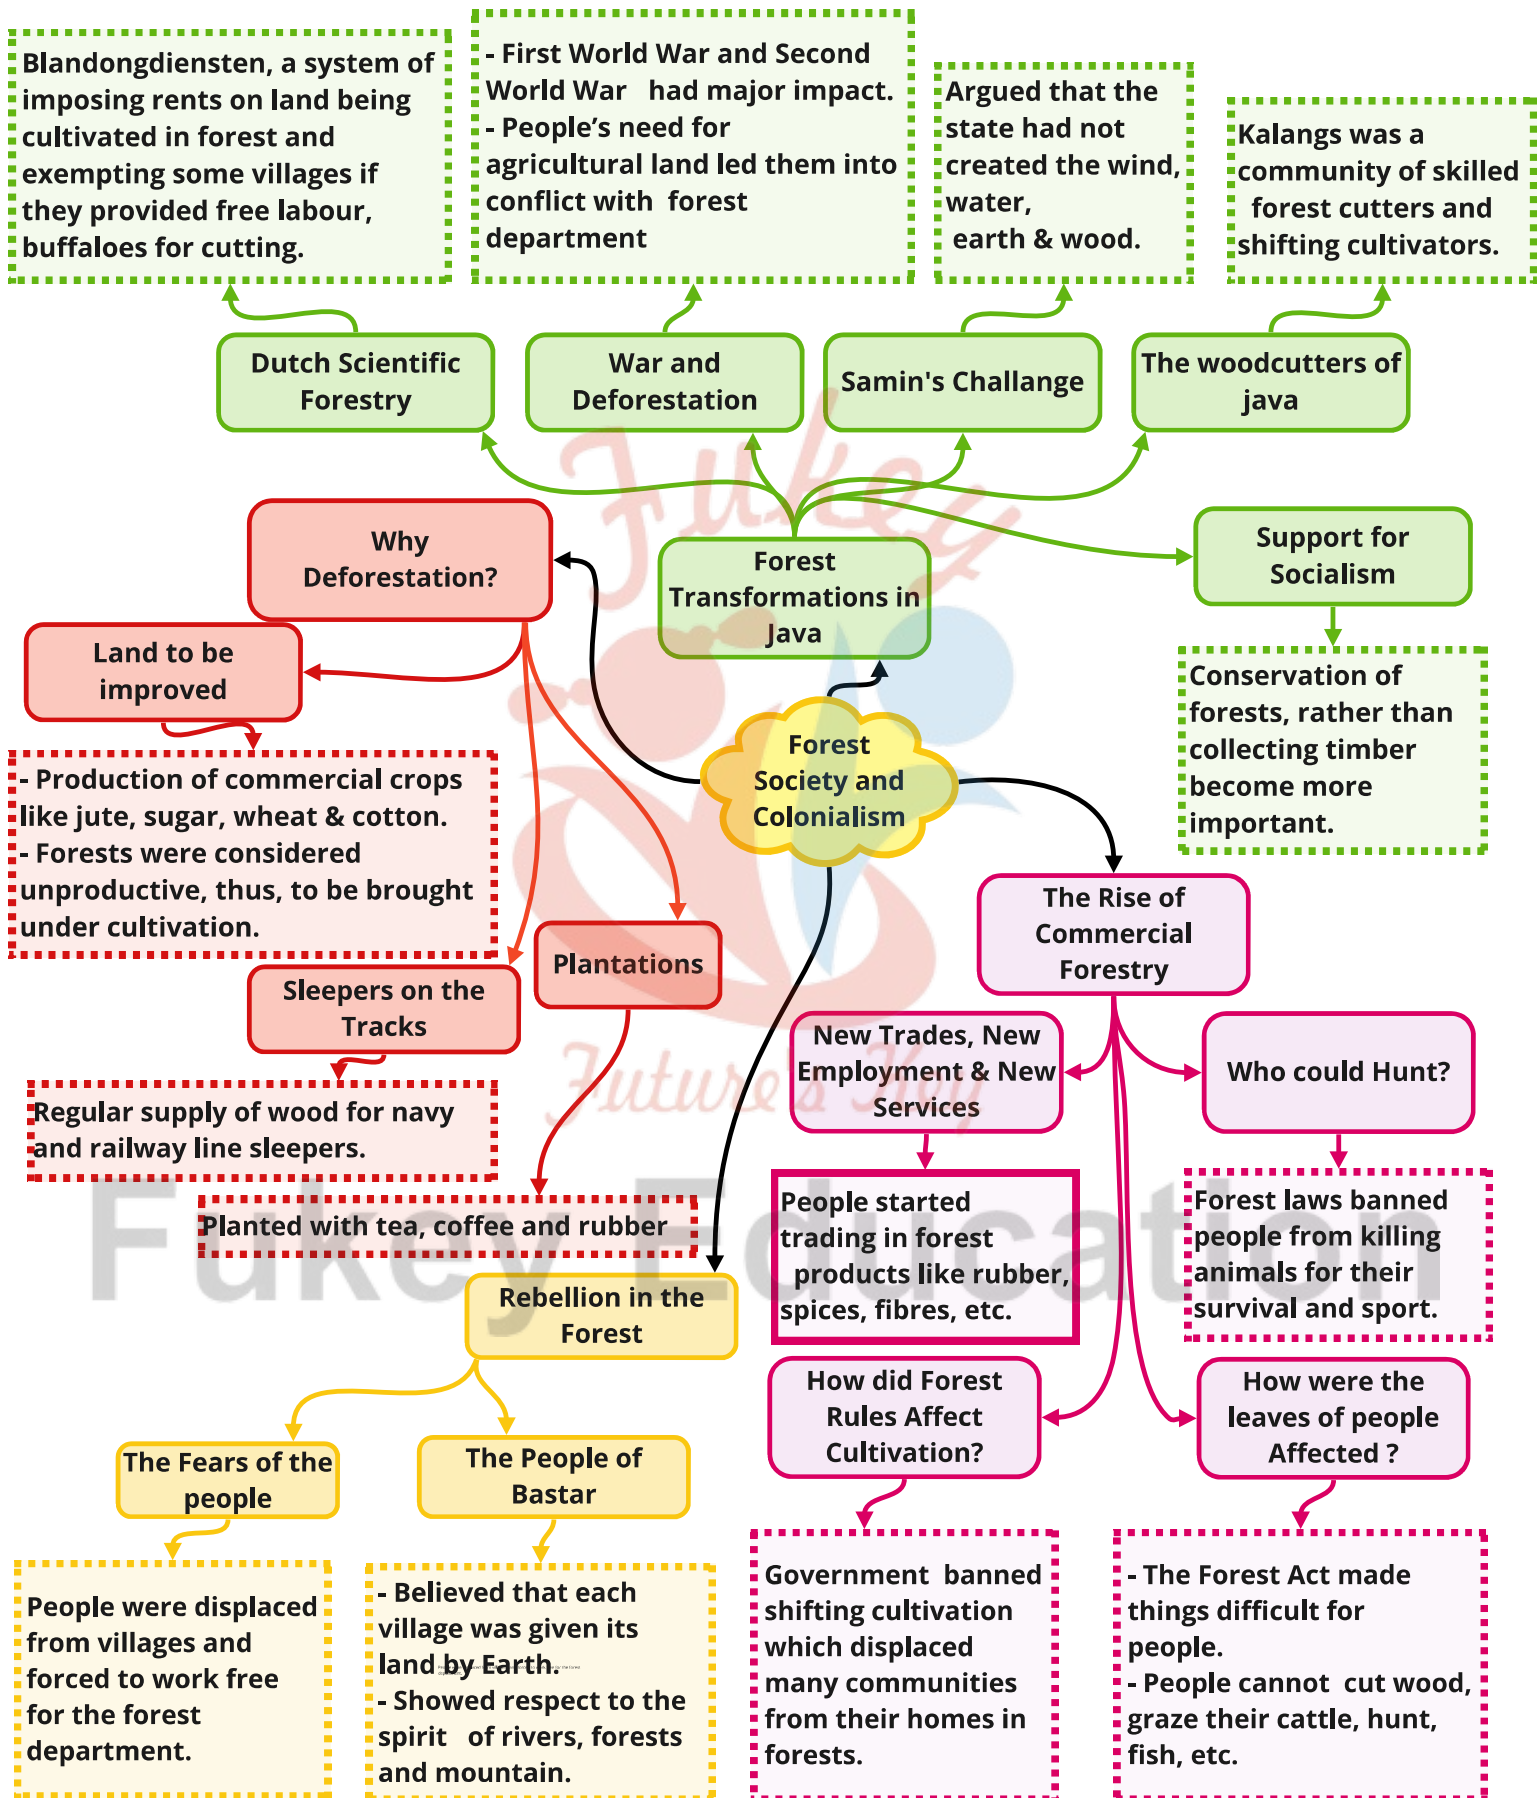 Blandongdiensten, a system of
imposing rents on land being
cultivated in forest and
exempting some villages if
they provided free labour,
buffaloes for cutting.
- First World War and Second
World War had major impact.
- People's need for
agricultural land led them into
conflict with forest
department
Argued that the
state had not
created the wind,
water,
earth & wood.
Kalangs was a
community of skilled
forest cutters and
shifting cultivators.
Dutch Scientific
Forestry
War and
Deforestation
Samin's Challange
The woodcutters of
java
Why
Deforestation?
Forest
Transformations in
Java
Support for
Socialism
Land to be
improved
Conservation of
forests, rather than
collecting timber
become more
important.
Forest
Society and
Colonialism
- Production of commercial crops
like jute, sugar, wheat & cotton.
- Forests were considered
unproductive, thus, to be brought
under cultivation.
The Rise of
Commercial
Forestry
Plantations
Sleepers on the
Tracks
New Trades, New
Employment & New
Services
Who could Hunt?
Regular supply of wood for navy
and railway line sleepers.
Planted with tea, coffee and rubber
People started
trading in forest
products like rubber,
spices, fibres, etc.
Forest laws banned
people from killing
animals for their
survival and sport.
Rebellion in the
Forest
How did Forest
Rules Affect
Cultivation?
How were the
leaves of people
Affected ?
The Fears of the
people
The People of
Bastar
People were displaced
from villages and
forced to work free
for the forest
department.
- Believed that each
village was given its
land by Earth.
- Showed respect to the
spirit of rivers, forests
and mountain.
Government banned
shifting cultivation
which displaced
many communities
from their homes in
forests.
- The Forest Act made
things difficult for
people.
- People cannot cut wood,
graze their cattle, hunt,
fish, etc.
Fukey
Future's Key
Fukey Education